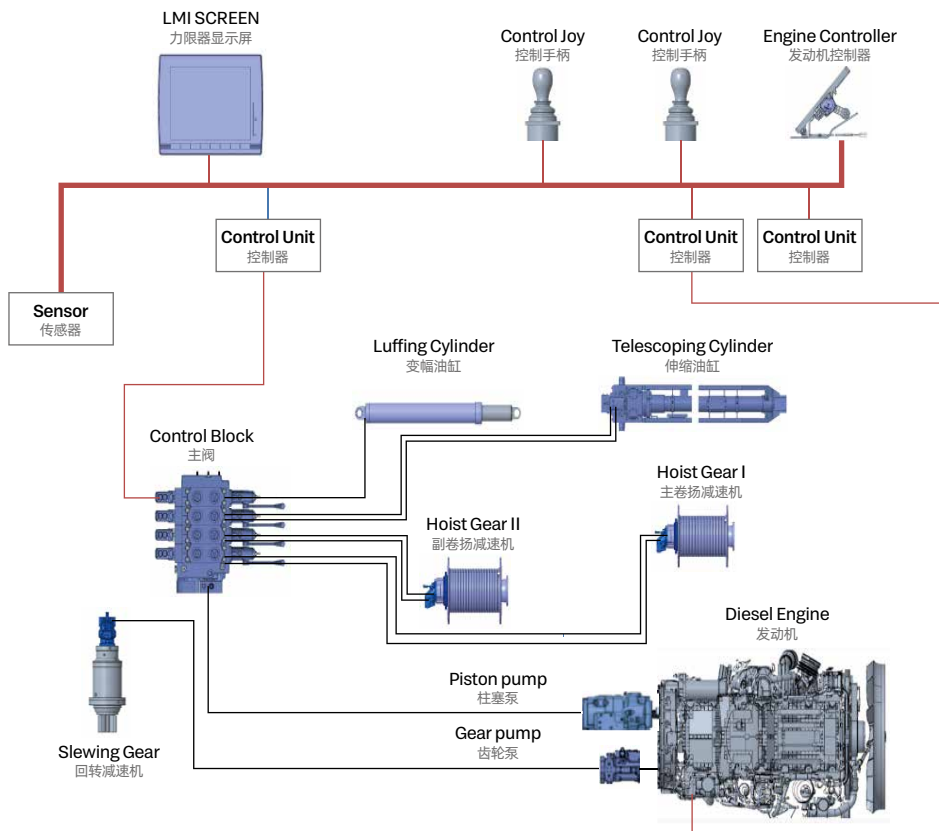 LMI SCREEN
力限器显示屏
Control Joy
控制手柄
Control Joy
控制手柄
Engine Controller
发动机控制器
Control Unit
控制器
Control Unit
控制器
Control Unit
控制器
Sensor
传感器
Luffing Cylinder
变幅油缸
Telescoping Cylinder
伸缩油缸
Control Block
主阀
Hoist Gear I
主卷扬减速机
Hoist Gear II
副卷扬减速机
Diesel Engine
发动机
Piston pump
柱塞泵
Gear pump
齿轮泵
Slewing Gear
回转减速机